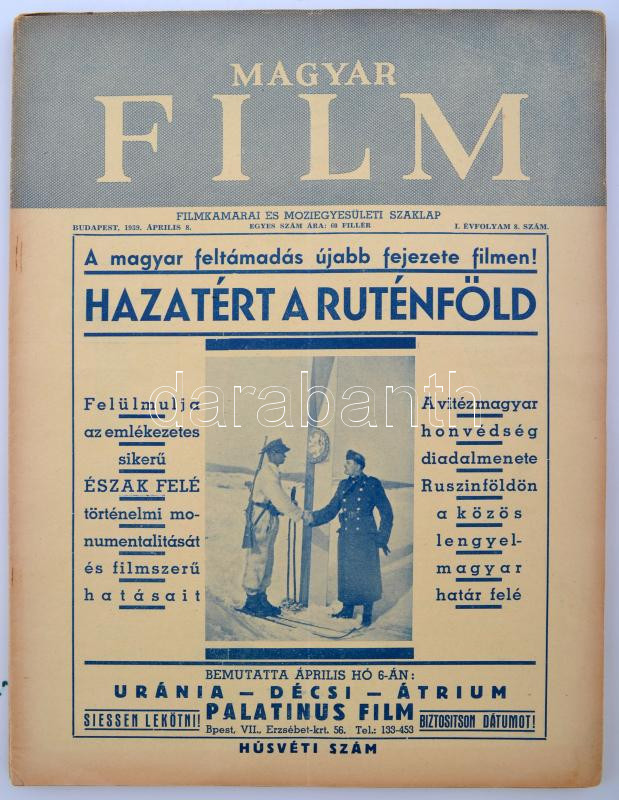 MAGYAR
FILM
FILMKAMARAI ES MOZIEGYESÜLETI SZAKLAP
BUDAPEST, 1939. ÁPRILIS 8. EGYES SZÁM ÁRA: 60 FILLÉR I. ÉVFOLYAM 8. SZÁM.
A magyar feltámadás újabb fejezete filmen!
HAZATÉRT A RUTÉNFÖLD
Felülmulja
az emlékezetes
sikerű
ÉSZAK FELÉ
történelmi mo-
numentalitását
és filmszerű
hatásait
A vitéz magyar
honvédség
diadalmenete
Ruszinföldön
a közös
lengyel-
magyar
határ felé
darabanth
BEMUTATTA ÁPRILIS HÓ 6-ÁN:
URÁNIA — DÉCSI — ÁTRIUM
SIESSEN LEKÖTNI! PALATINUS FILM BIZTOSITSON DÁTUMOT!
Bpest, VII., Erzsébet-krt. 56. Tel.: 133-453
HÚSVÉTI SZÁM